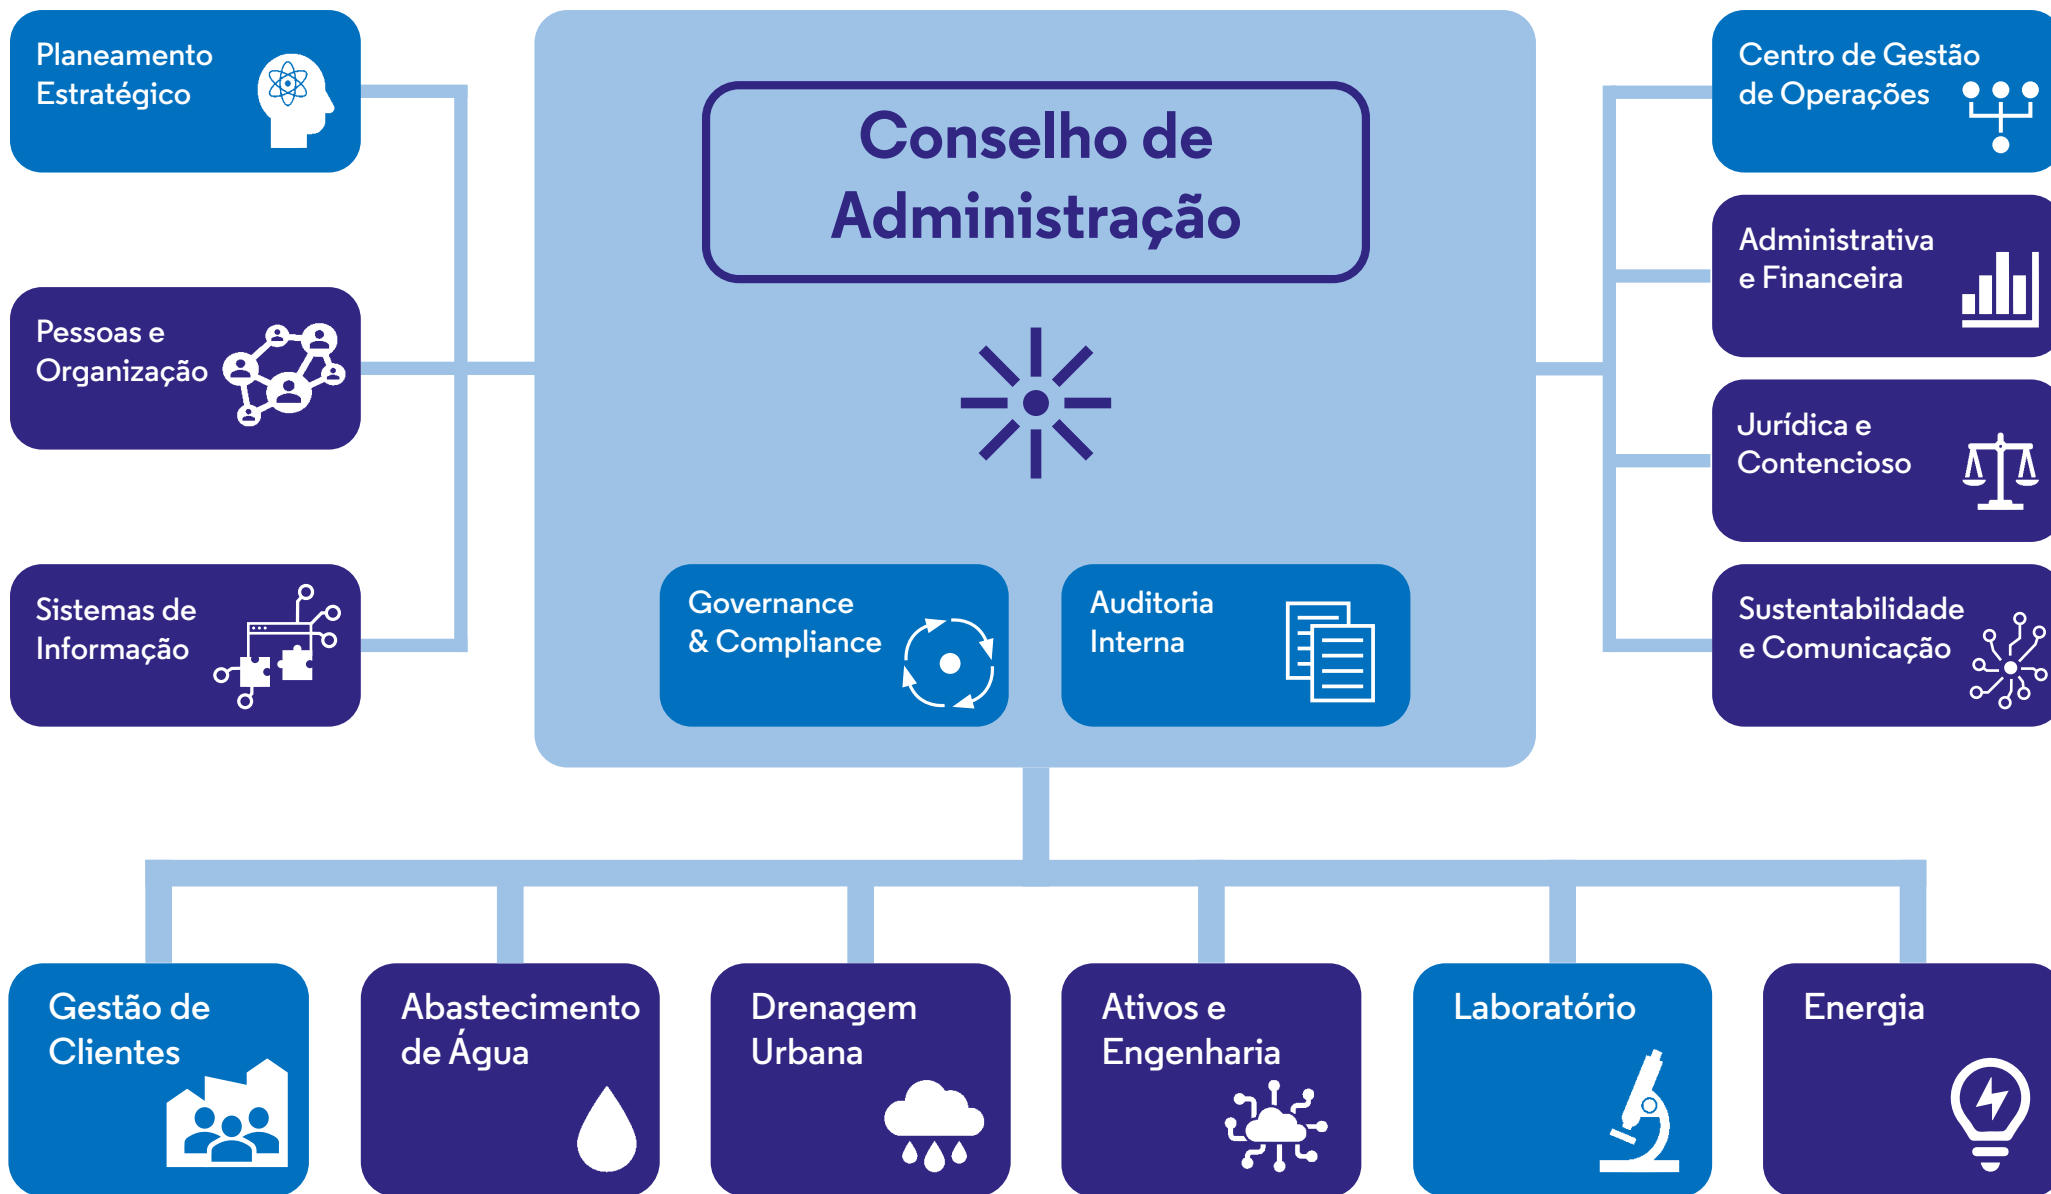 Planeamento
Estratégico
Pessoas e
Organização
Sistemas de
Informação
Conselho de
Administração
Governance
& Compliance
Auditoria
Interna
Centro de Gestão
de Operações
Administrativa
e Financeira
Jurídica e
Contencioso
Sustentabilidade
e Comunicação
Gestão de
Clientes
Abastecimento
de Água
Drenagem
Urbana
Ativos e
Engenharia
Laboratório
Energia